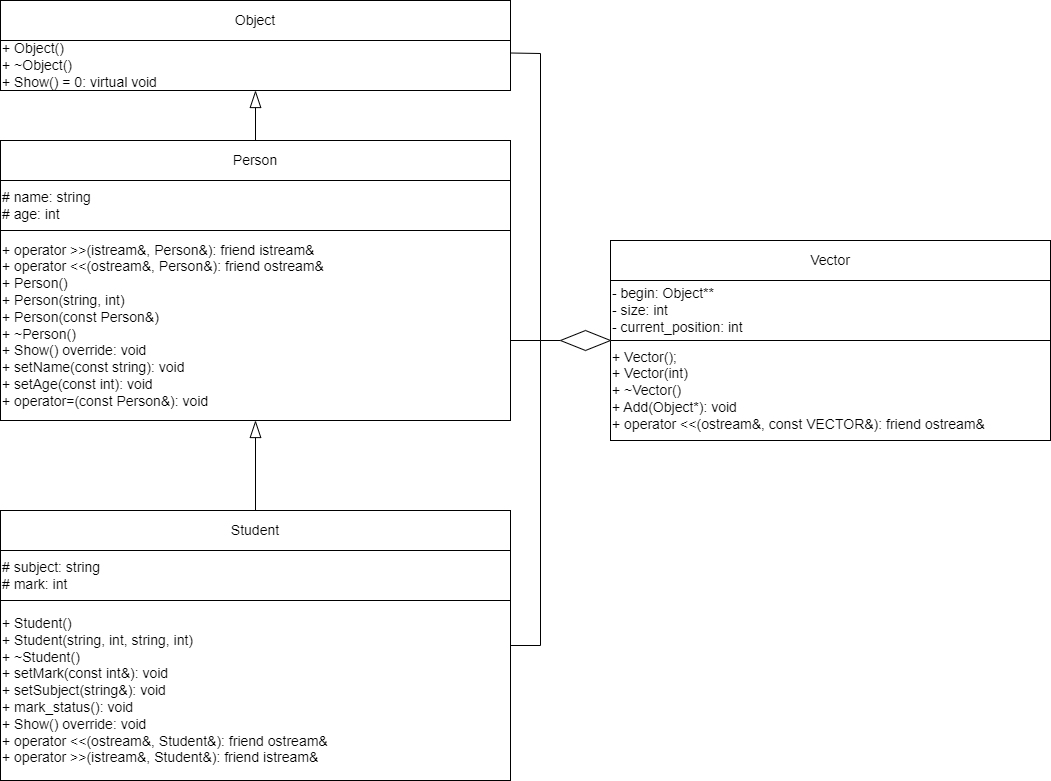 Object
+ Object()
+ ~Object()
+ Show() = 0: virtual void
Person
# name: string
# age: int
+ operator >>(istream&, Person&): friend istream&
+ operator <<(ostream&, Person&): friend ostream&
+ Person()
+ Person(string, int)
+ Person(const Person&)
+ ~Person()
+ Show() override: void
+ setName(const string): void
+ setAge(const int): void
+ operator=(const Person&): void
Student
# subject: string
# mark: int
+ Student()
+ Student(string, int, string, int)
+ ~Student()
+ setMark(const int&): void
+ setSubject(string&): void
+ mark_status(): void
+ Show() override: void
+ operator <<(ostream&, Student&): friend ostream&
+ operator >>(istream&, Student&): friend istream&
Vector
- begin: Object**
- size: int
- current_position: int
+ Vector();
+ Vector(int)
+ ~Vector()
+ Add(Object*): void
+ operator <<(ostream&, const VECTOR&): friend ostream&